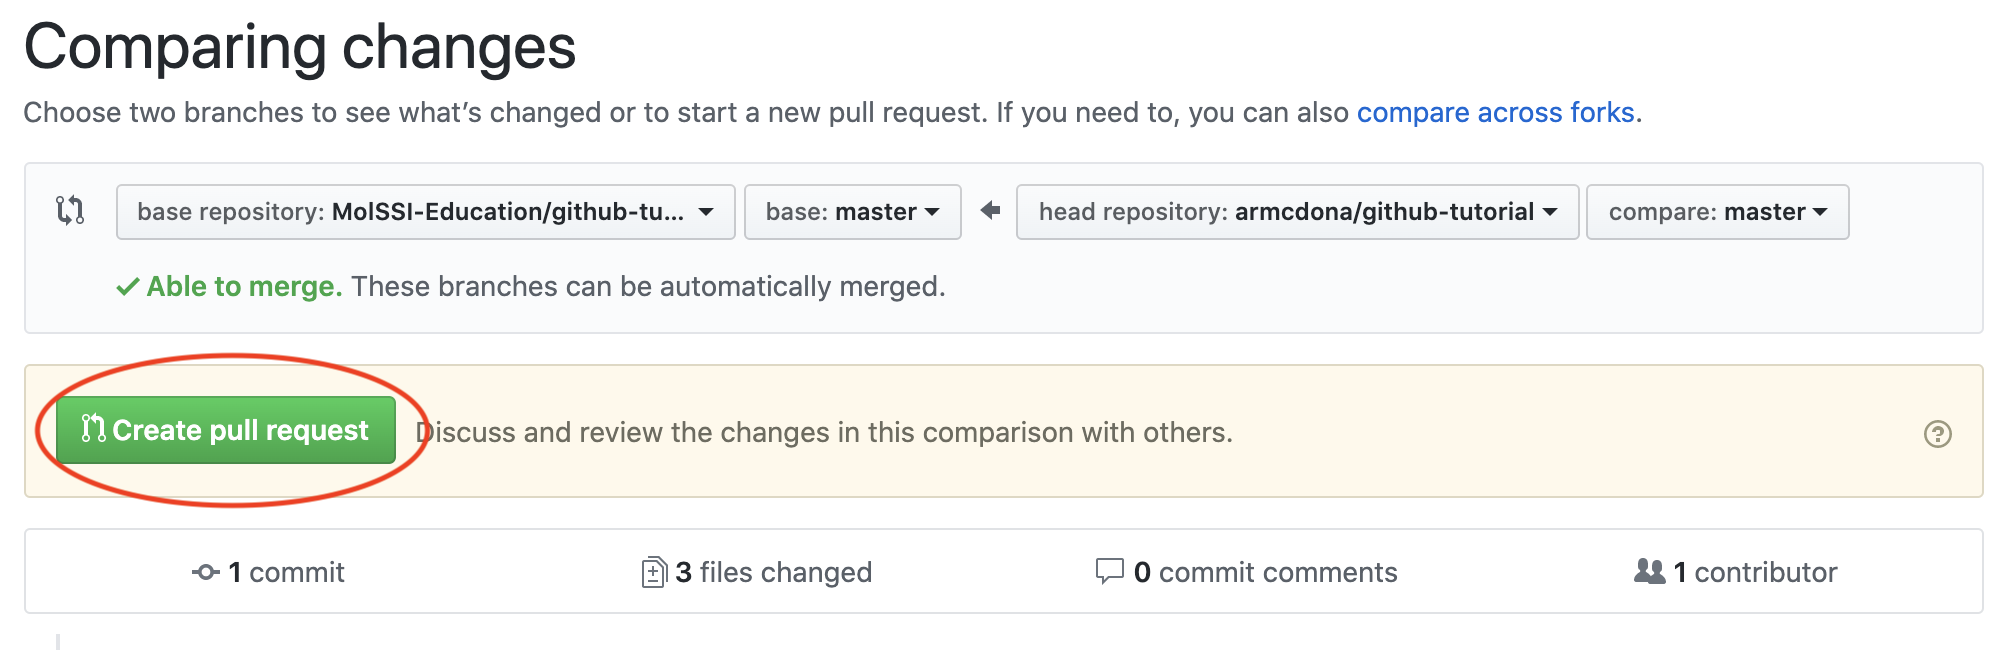 Comparing changes
Choose two branches to see what’s changed or to start a new pull request. If you need to, you can also compare across forks.
base repository: MolSSI-Education/github-tu... base: master head repository: armcdona/github-tutorial compare: master
Able to merge. These branches can be automatically merged.
Create pull request Discuss and review the changes in this comparison with others.
1 commit 3 files changed 0 commit comments 1 contributor